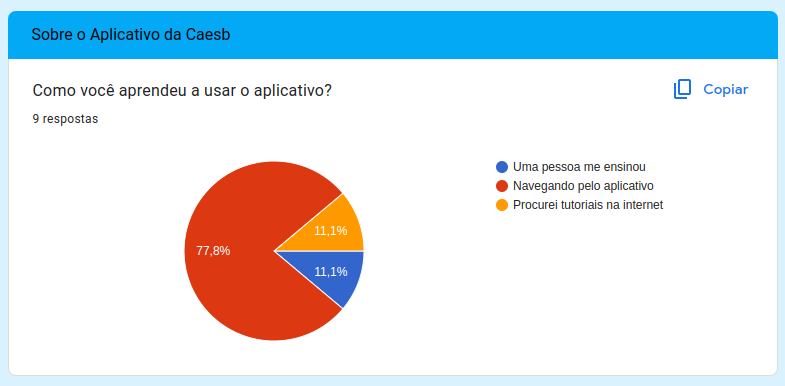 Sobre o Aplicativo da Caesb
Como você aprendeu a usar o aplicativo?
Copiar
9 respostas
Uma pessoa me ensinou
Navegando pelo aplicativo
Procurei tutoriais na internet
11,1%
77,8%
11,1%